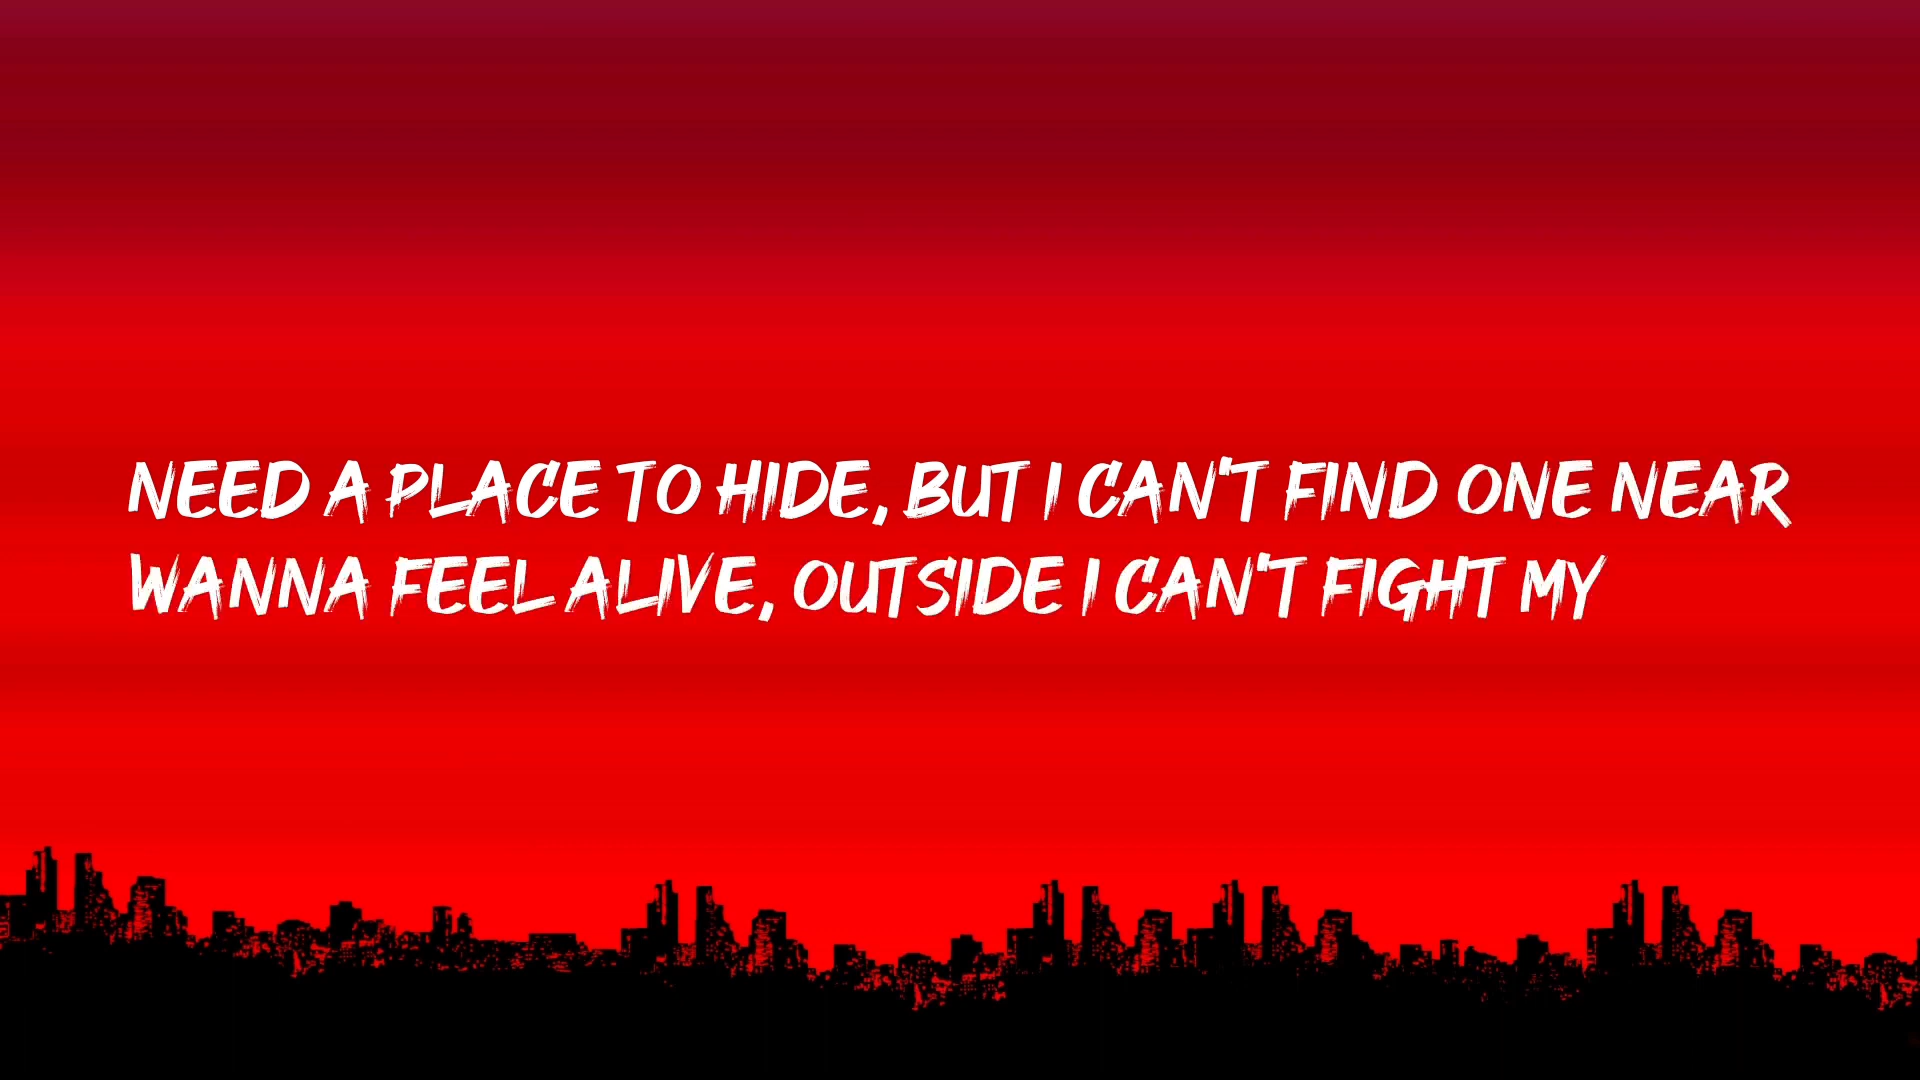 NEED A PLACE TO HIDE, BUT I CAN'T FIND ONE NEAR
WANNA FEEL ALIVE, OUTSIDE I CAN'T FIGHT MY